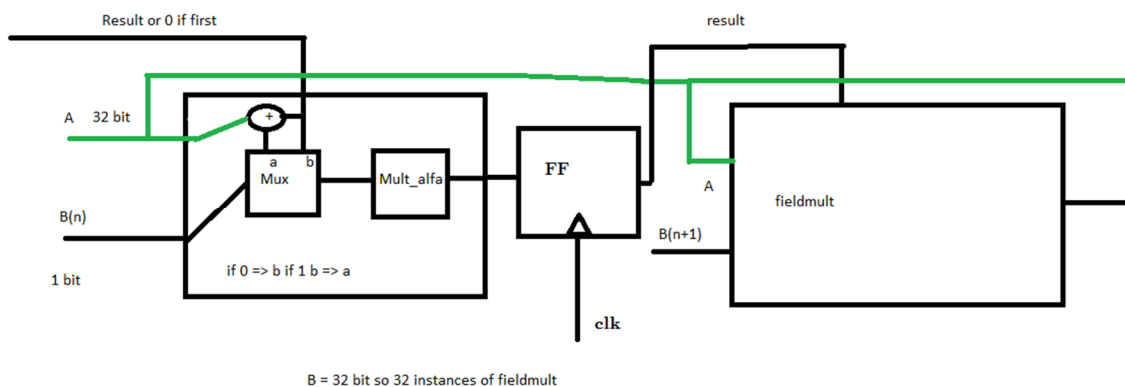 Result or 0 if first
result
A 32 bit
+
a b
Mux
Mult_alfa
FF
A
fieldmult
B(n)
B(n+1)
if 0 => b if 1 b => a
1 bit
clk
B = 32 bit so 32 instances of fieldmult